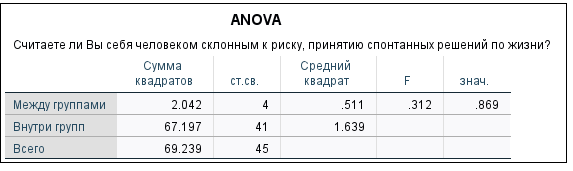 ANOVA
Считаете ли Вы себя человеком склонным к риску, принятию спонтанных решений по жизни?
Сумма квадратов ст.св. Средний квадрат F знач.
Между группами 2.042 4 .511 .312 .869
Внутри групп 67.197 41 1.639
Всего 69.239 45